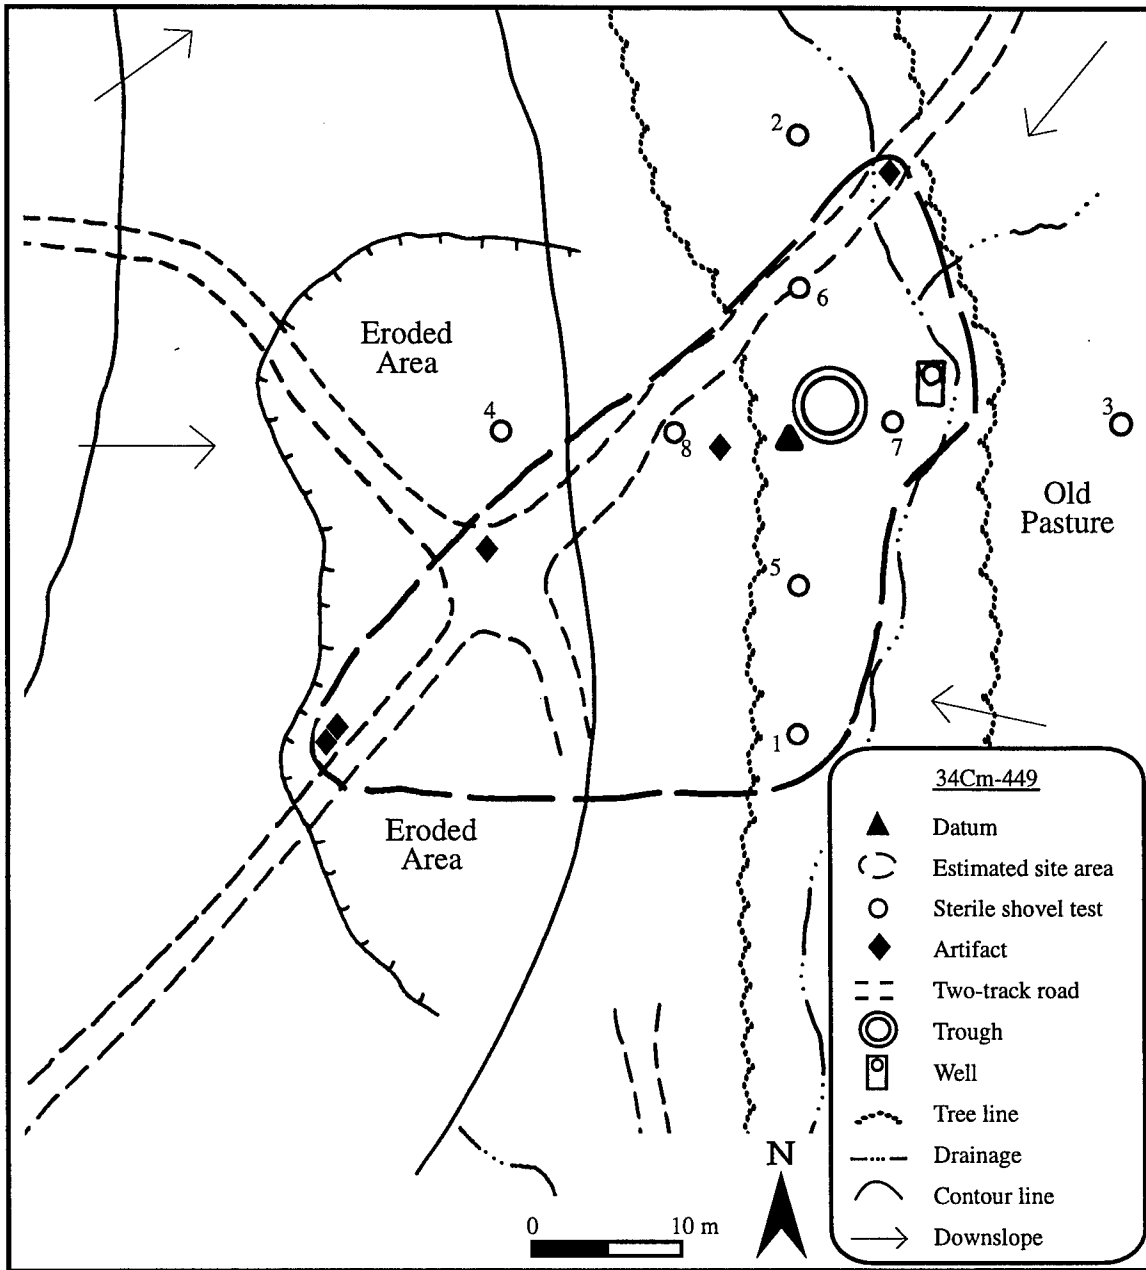 2
6
Eroded
Area
4
8
7
3
Old
Pasture
5
1
Eroded
Area
34Cm-449
Datum
Estimated site area
Sterile shovel test
Artifact
Two-track road
Trough
Well
Tree line
Drainage
Contour line
Downslope
N
0 10 m